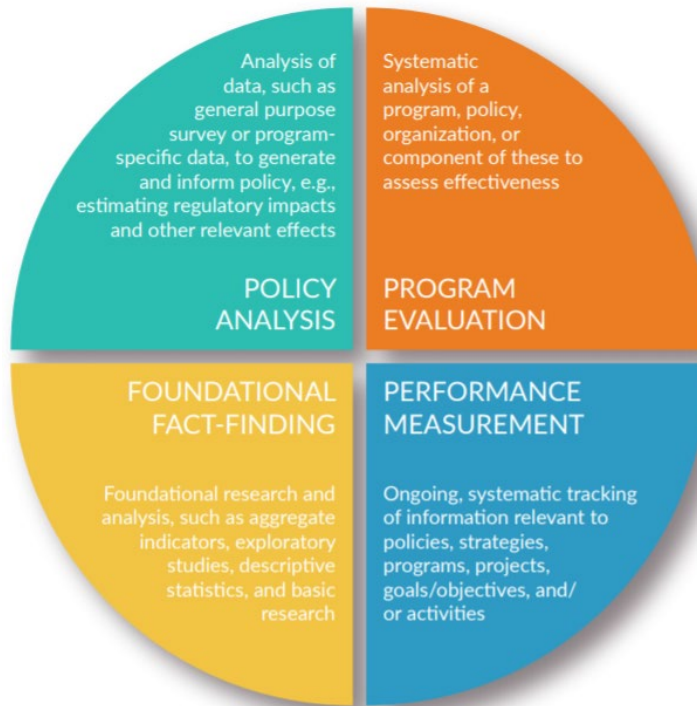 Analysis of
data, such as
general purpose
survey or program-
specific data, to generate
and inform policy, e.g.,
estimating regulatory impacts
and other relevant effects
POLICY
ANALYSIS
Systematic
analysis of a
program, policy,
organization, or
component of these to
assess effectiveness
PROGRAM
EVALUATION
FOUNDATIONAL
FACT-FINDING
Foundational research and
analysis, such as aggregate
indicators, exploratory
studies, descriptive
statistics, and basic
research
PERFORMANCE
MEASUREMENT
Ongoing, systematic tracking
of information relevant to
policies, strategies,
programs, projects,
goals/objectives, and/
or activities